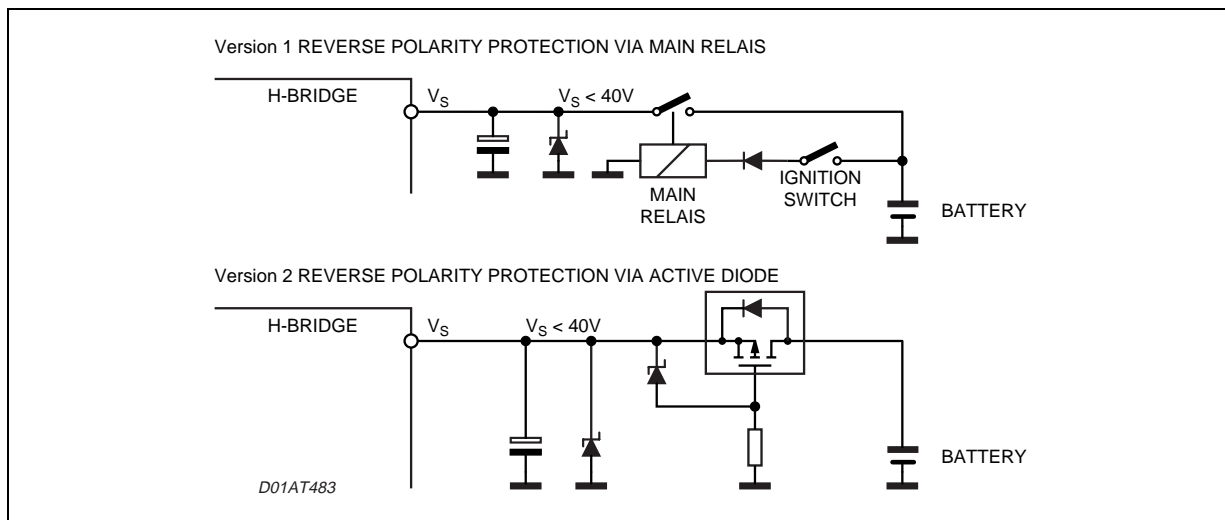 Version 1 REVERSE POLARITY PROTECTION VIA MAIN RELAIS
H-BRIDGE
VS
VS < 40V
MAIN
RELAIS
IGNITION
SWITCH
BATTERY
Version 2 REVERSE POLARITY PROTECTION VIA ACTIVE DIODE
H-BRIDGE
VS
VS < 40V
BATTERY
D01AT483